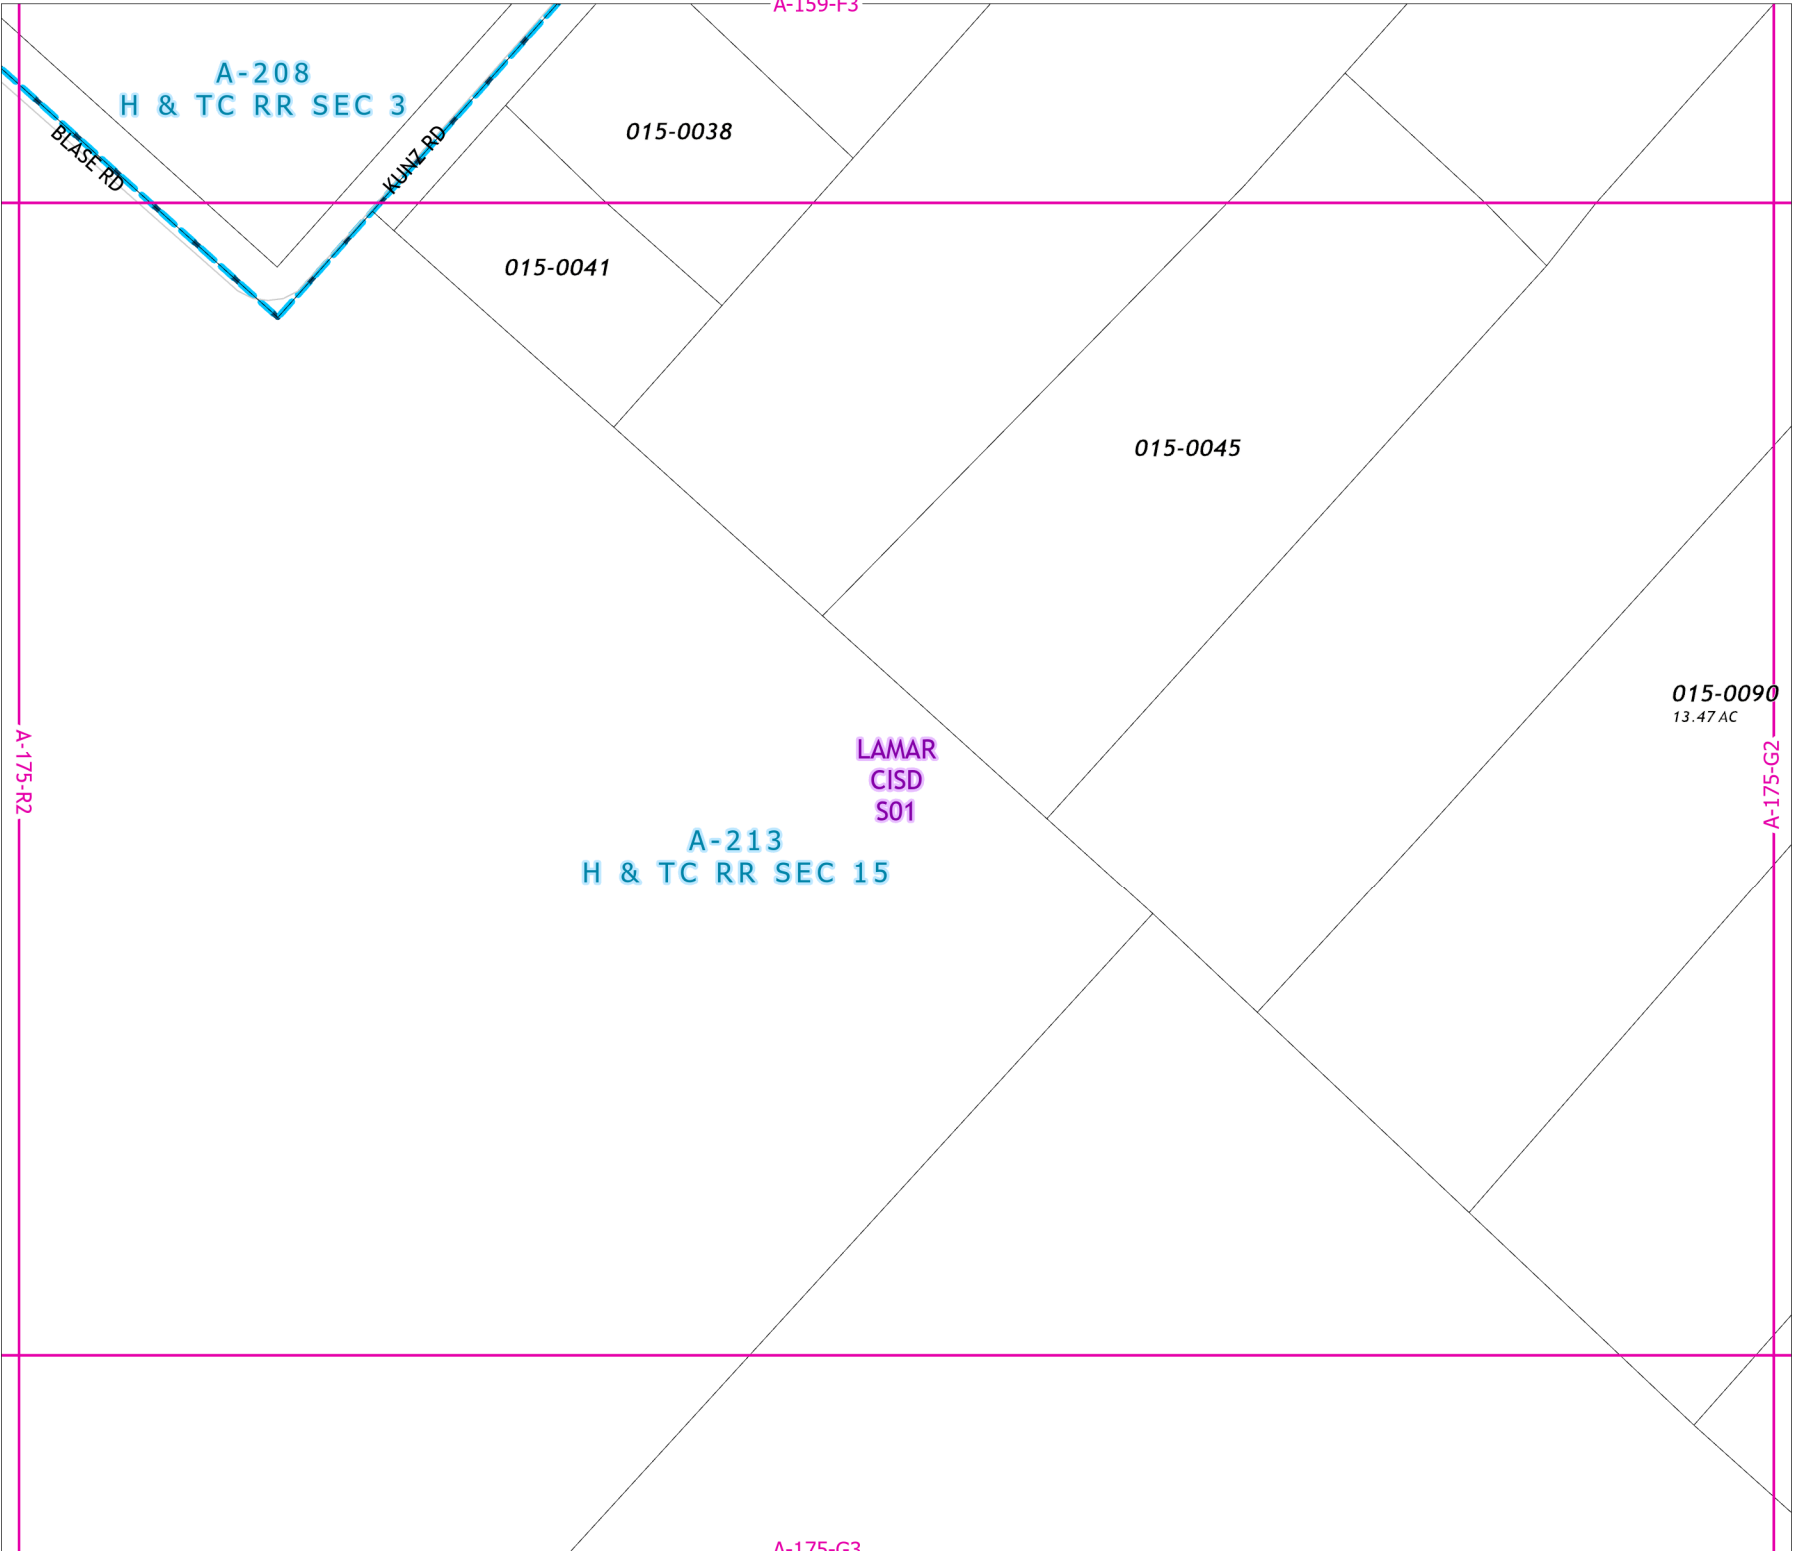 A-159-F3
A-208
H & TC RR SEC 3
BLASE RD
KUNZ RD
015-0038
015-0041
015-0045
015-0090
13.47 AC
A-175-R2
A-175-G2
LAMAR
CISD
S01
A-213
H & TC RR SEC 15
A-175-G3